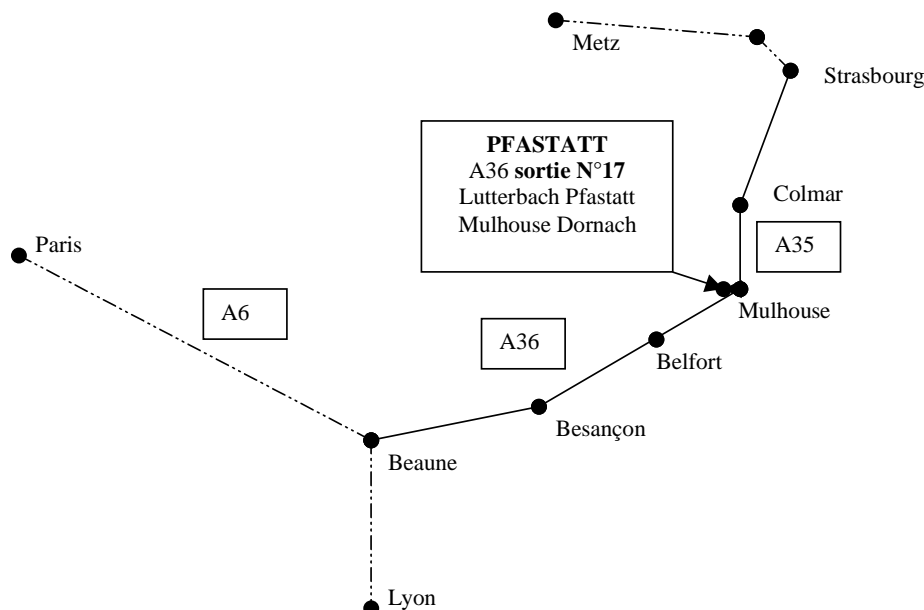 Metz
Strasbourg
PFASTATT
A36 sortie N°17
Lutterbach Pfastatt
Mulhouse Dornach
Colmar
Paris
A35
A6
Mulhouse
A36
Belfort
Besançon
Beaune
Lyon